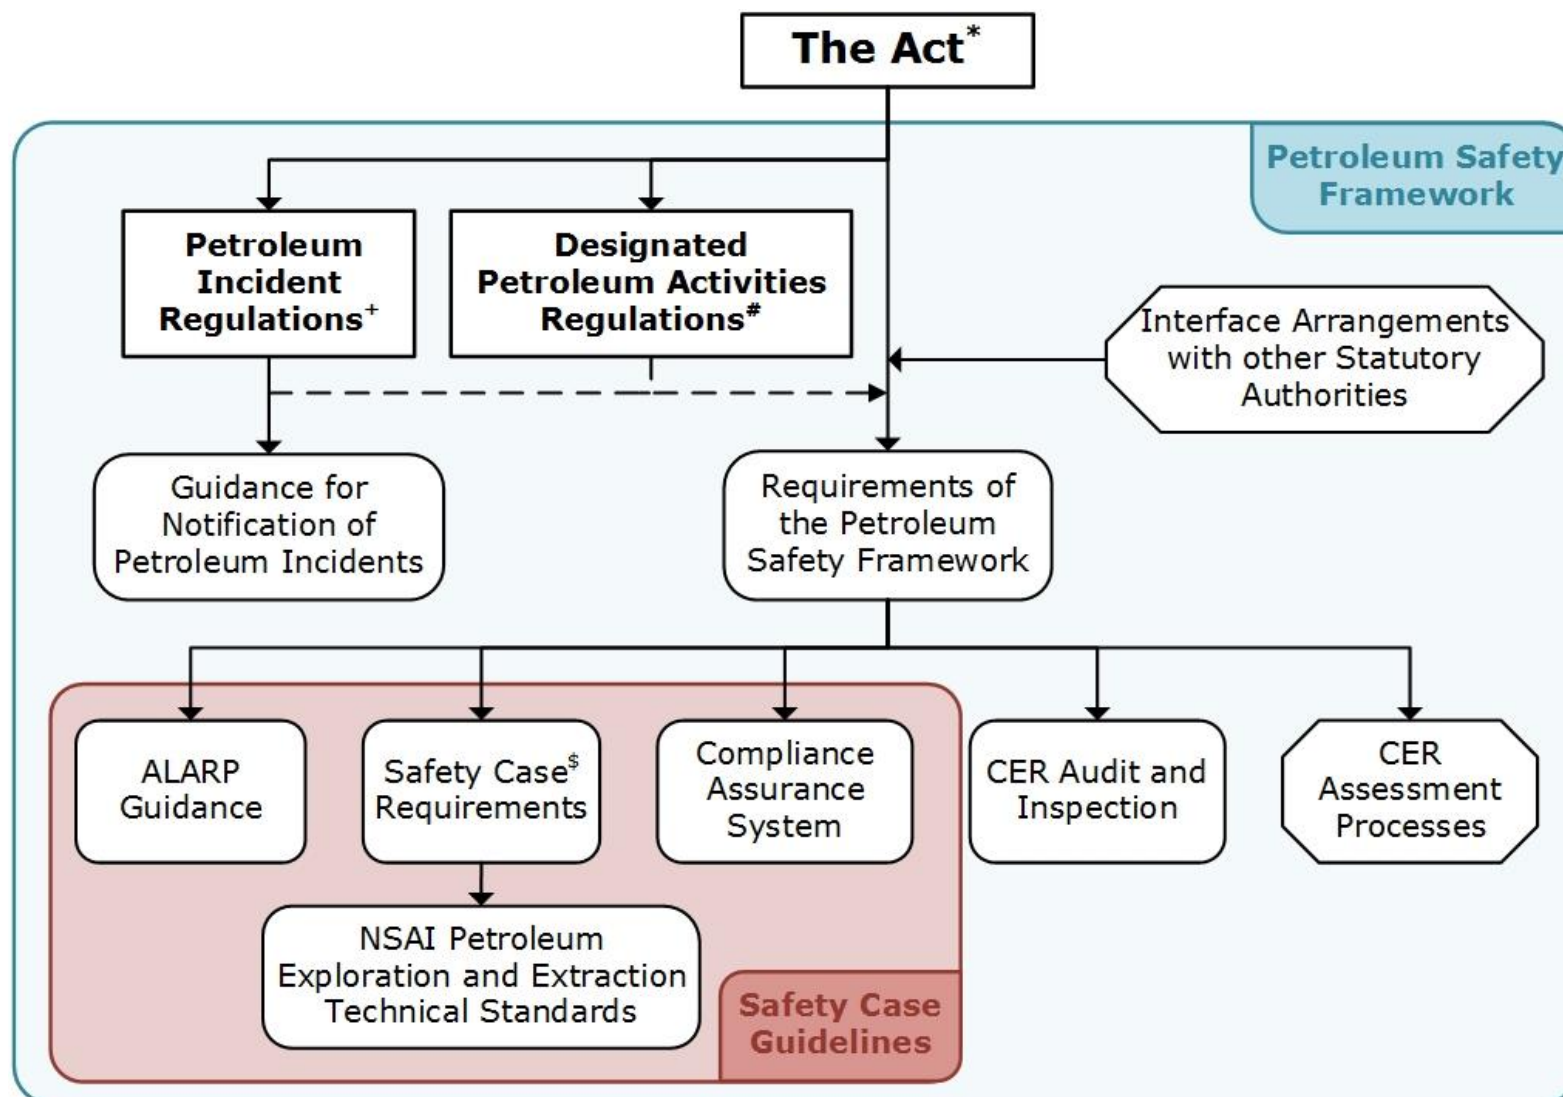 The Act*
Petroleum Safety
Framework
Petroleum
Incident
Regulations+
Designated
Petroleum Activities
Regulations#
Interface Arrangements
with other Statutory
Authorities
Guidance for
Notification of
Petroleum Incidents
Requirements of
the Petroleum
Safety Framework
ALARP
Guidance
Safety Case$
Requirements
Compliance
Assurance
System
CER Audit and
Inspection
CER
Assessment
Processes
NSAI Petroleum
Exploration and Extraction
Technical Standards
Safety Case
Guidelines